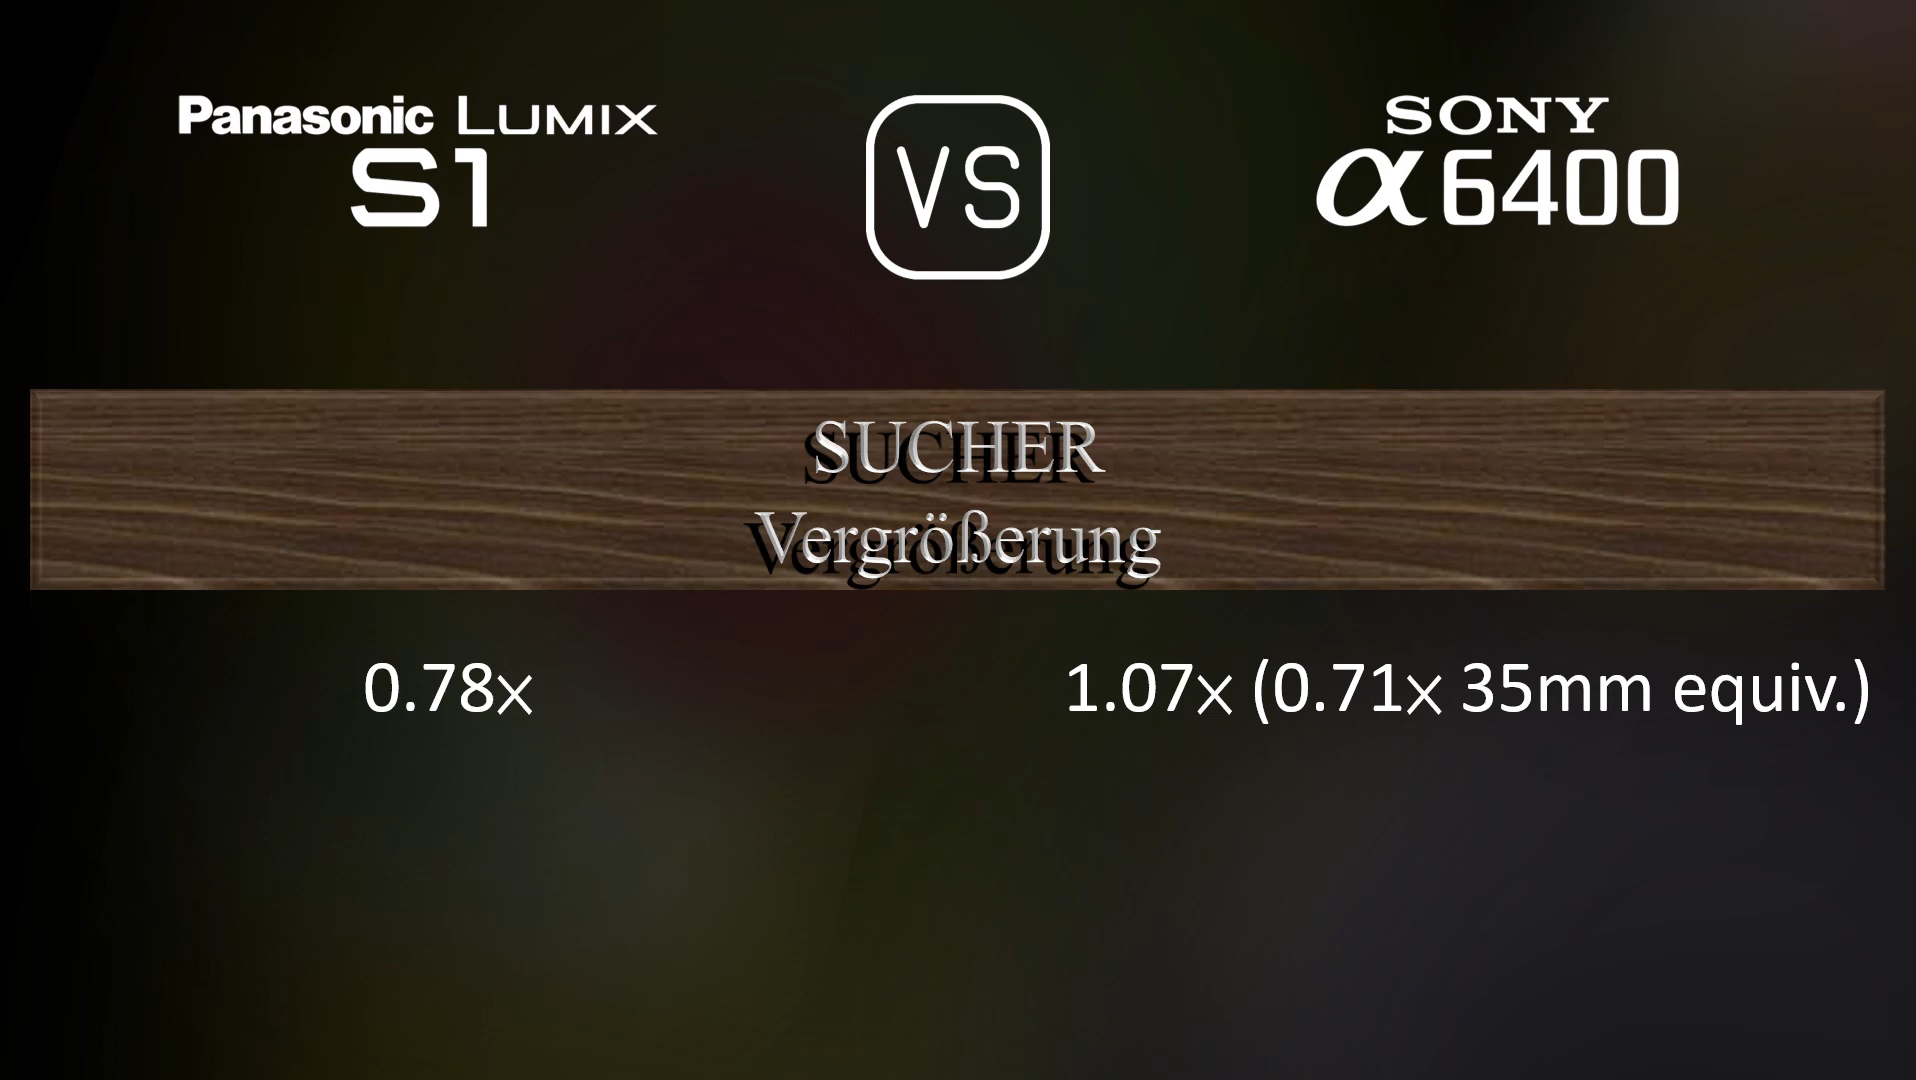 Panasonic LUMIX
S1
VS
SONY
α6400
SUCHER
Vergrößerung
0.78x
1.07x (0.71x 35mm equiv.)